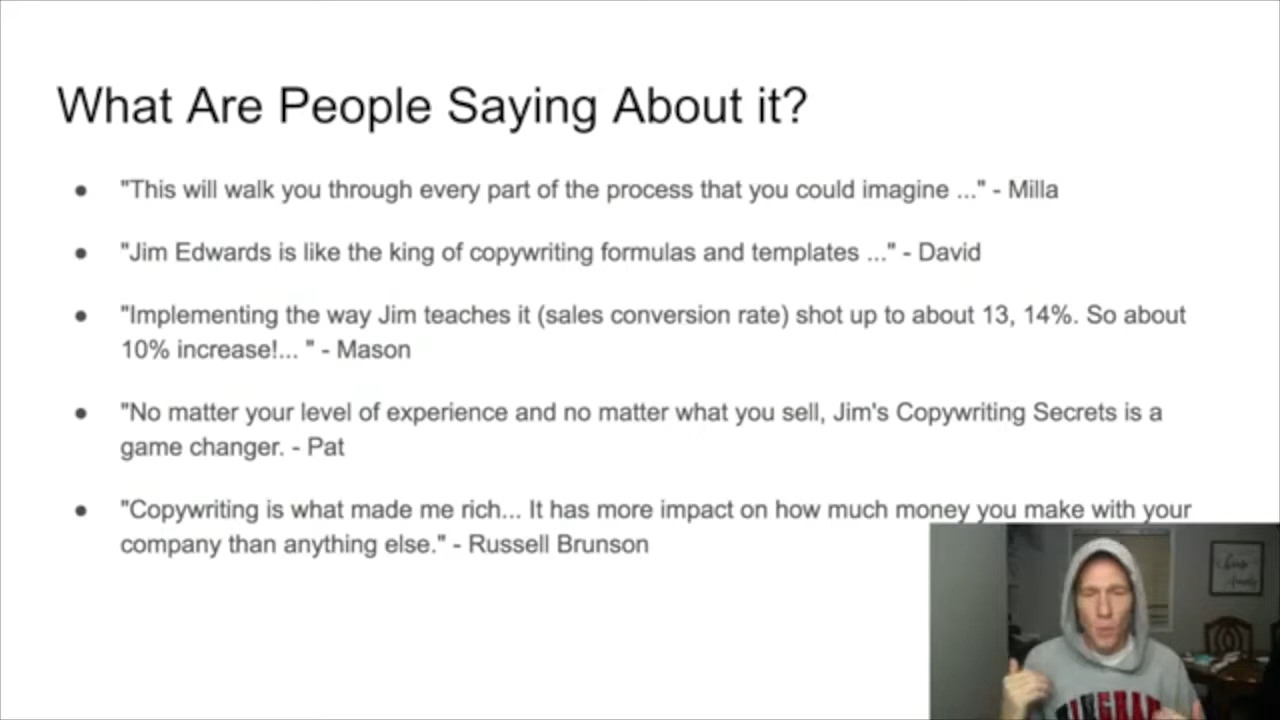 What Are People Saying About it?
● "This will walk you through every part of the process that you could imagine ..." - Milla
● "Jim Edwards is like the king of copywriting formulas and templates ..." - David
● "Implementing the way Jim teaches it (sales conversion rate) shot up to about 13, 14%. So about
10% increase!... " - Mason
● "No matter your level of experience and no matter what you sell, Jim's Copywriting Secrets is a
game changer. - Pat
● "Copywriting is what made me rich... It has more impact on how much money you make with your
company than anything else." - Russell Brunson